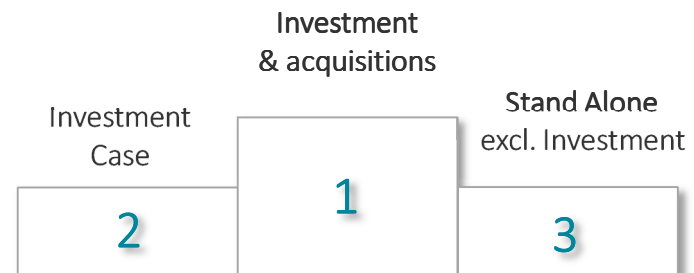 Investment
& acquisitions
Investment
Case
Stand Alone
excl. Investment
2
1
3